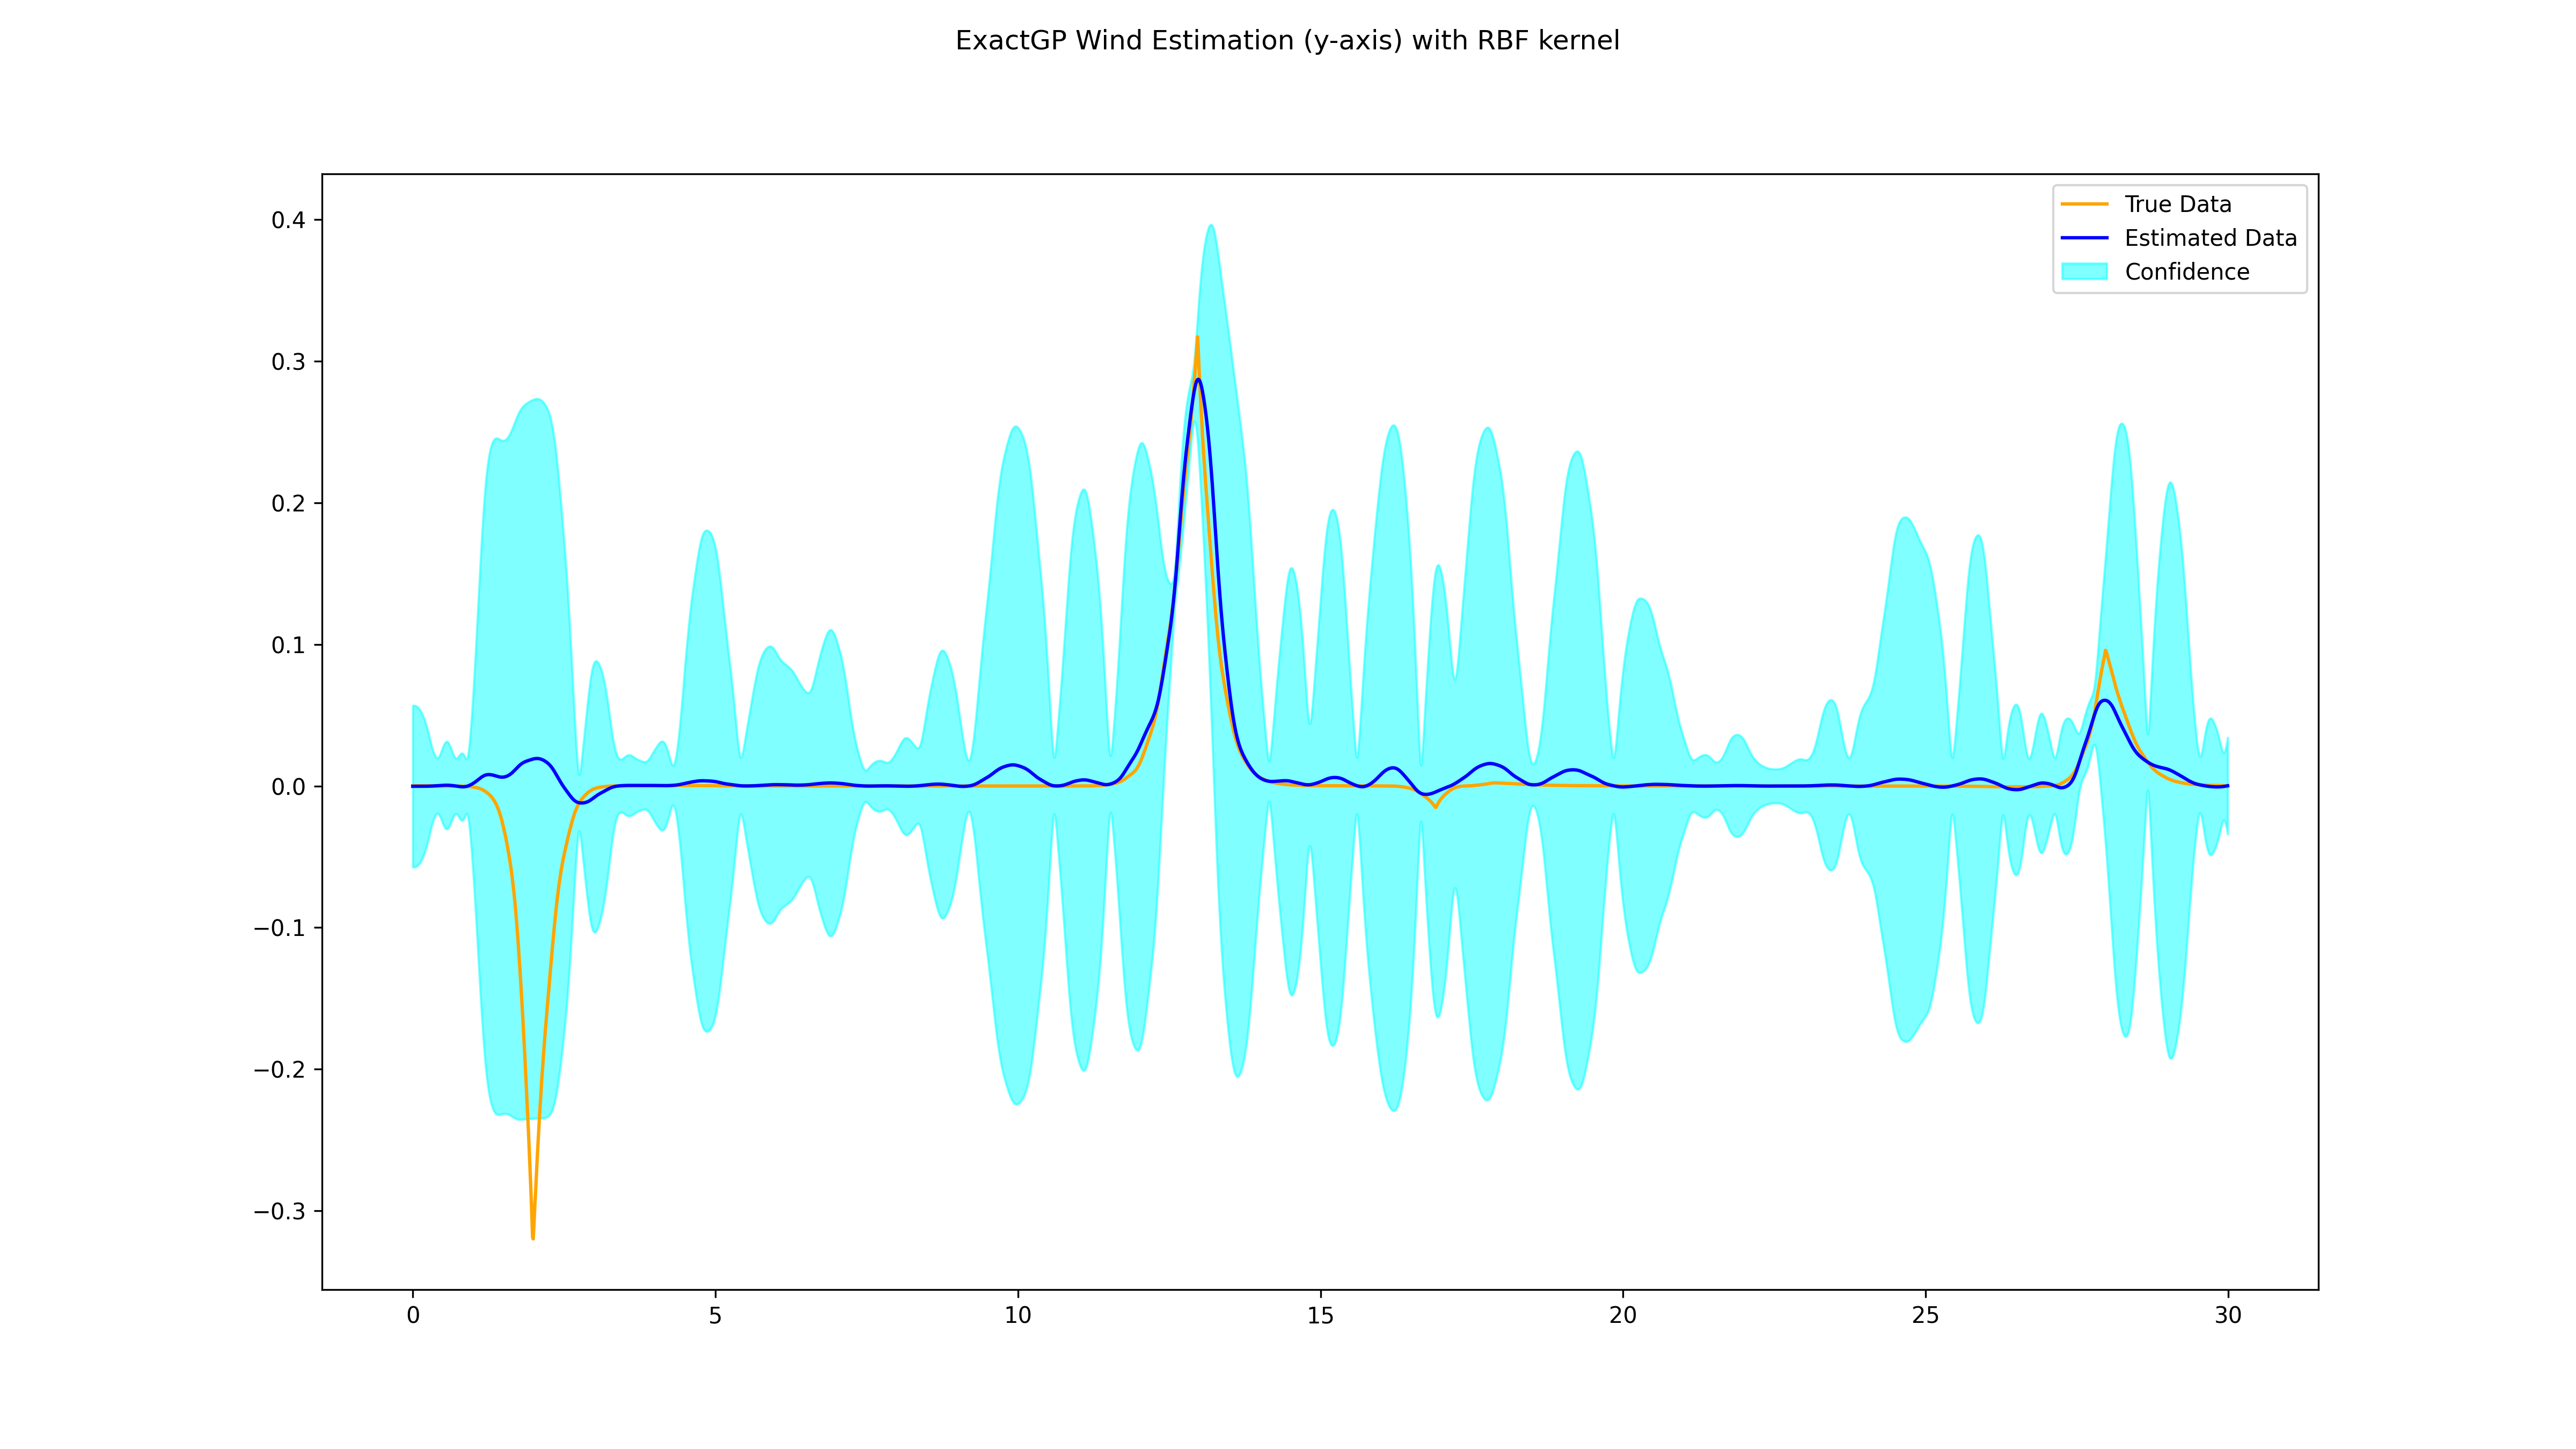 ExactGP Wind Estimation (y-axis) with RBF kernel
True Data
Estimated Data
Confidence
0.4
0.3
0.2
0.1
0.0
−0.1
−0.2
−0.3
0 5 10 15 20 25 30